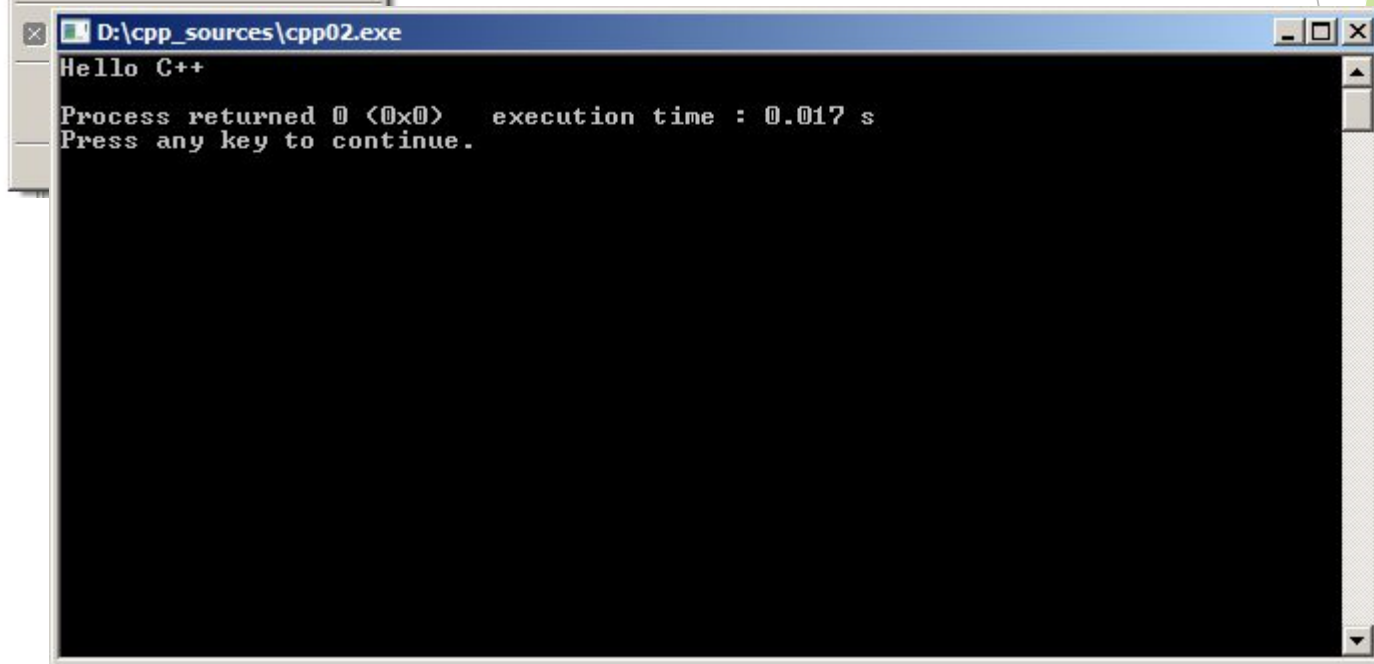 D:\cpp_sources\cpp02.exe
Hello C++
Process returned 0 (0x0)   execution time : 0.017 s
Press any key to continue.